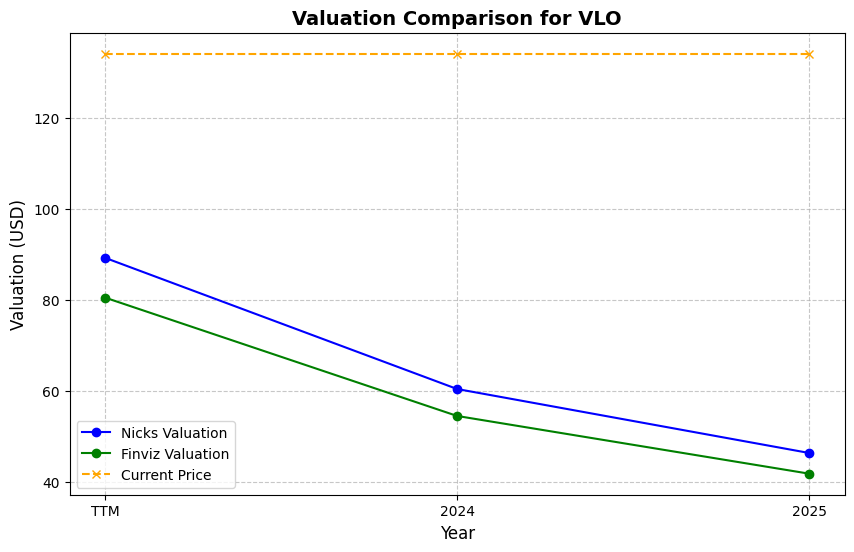 Valuation Comparison for VLO
Valuation (USD)
120
100
80
60
40
Nicks Valuation
Finviz Valuation
Current Price
TTM
2024
2025
Year